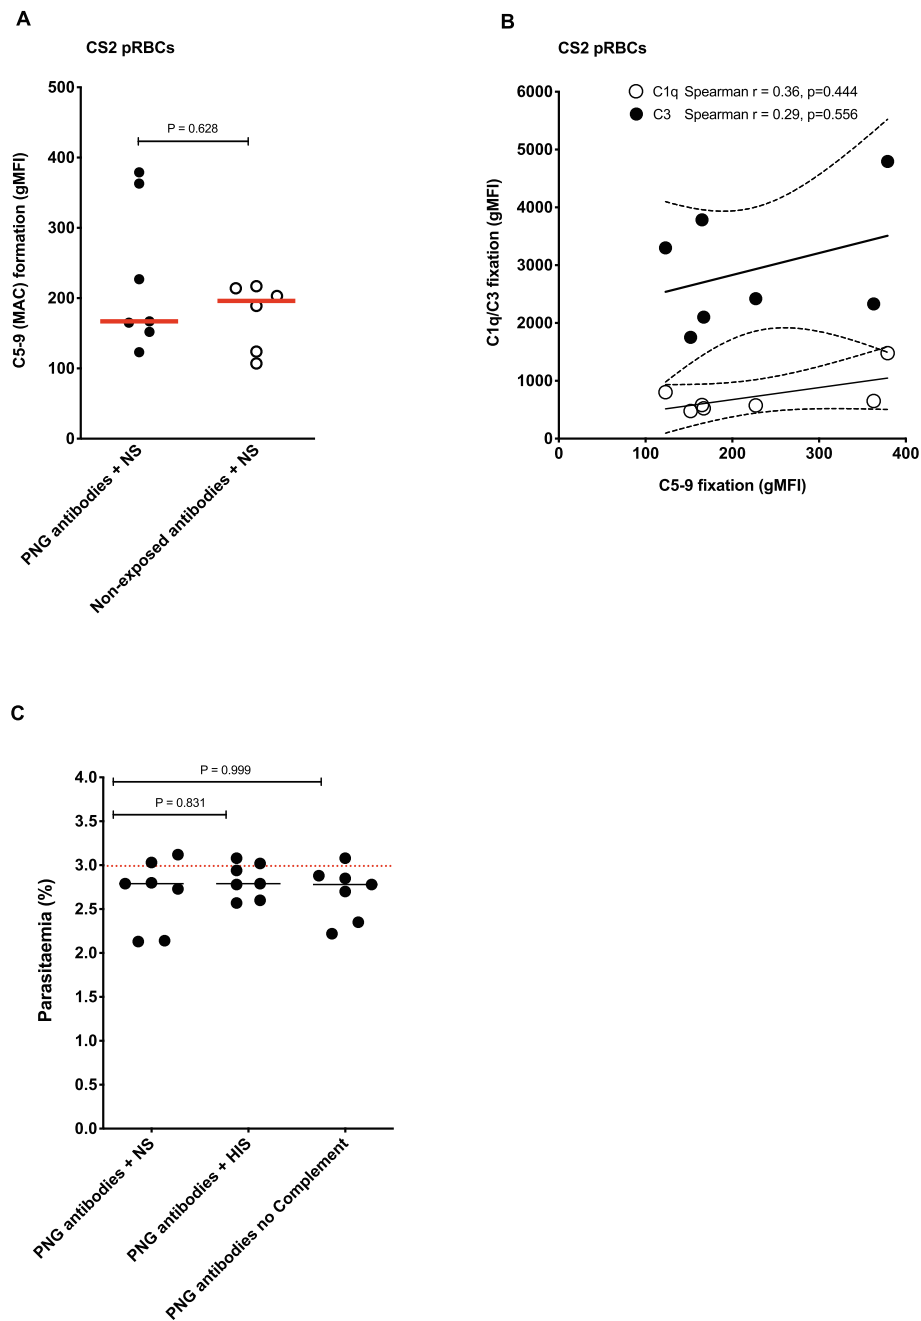 A
CS2 pRBCs
500
400
300
200
100
0
C5-9 (MAC) formation (gMFI)
P = 0.628
PNG antibodies + NS
Non-exposed antibodies + NS
B
CS2 pRBCs
C1q Spearman r = 0.36, p=0.444
C3 Spearman r = 0.29, p=0.556
6000
5000
4000
3000
2000
1000
0
C1q/C3 fixation (gMFI)
0 100 200 300 400
C5-9 fixation (gMFI)
C
P = 0.999
P = 0.831
4.0
3.5
3.0
2.5
2.0
1.5
1.0
0.5
0.0
Parasitaemia (%)
PNG antibodies + NS
PNG antibodies + HIS
PNG antibodies no Complement